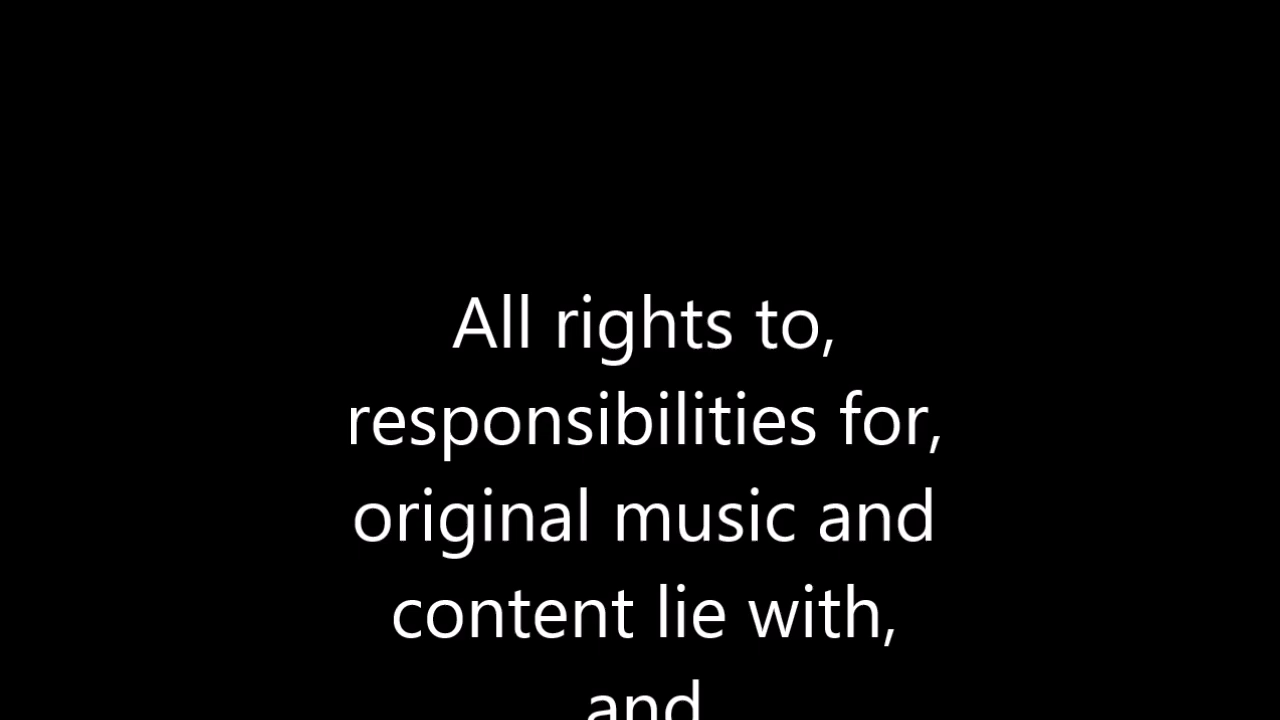 All rights to,
responsibilities for,
original music and
content lie with,
and